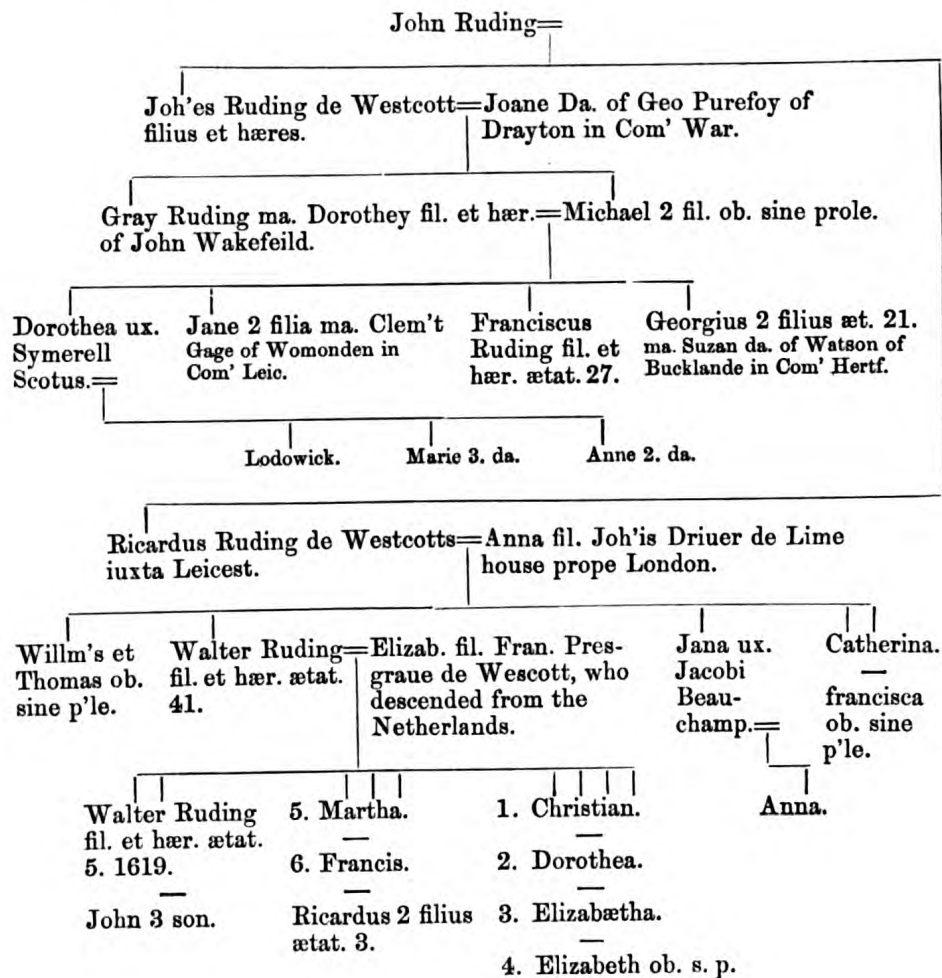 John Ruding=
Joh'es Ruding de Westcott=Joane Da. of Geo Purefoy of
filius et hæres. Drayton in Com' War.
Gray Ruding ma. Dorothey fil. et hær.=Michael 2 fil. ob. sine prole.
of John Wakefeild.
Dorothea ux.
Symerell
Scotus.=
Jane 2 filia ma. Clem't
Gage of Womonden in
Com' Leic.
Franciscus
Ruding fil. et
hær. ætat. 27.
Georgius 2 filius æt. 21.
ma. Suzan da. of Watson of
Bucklande in Com' Hertf.
Lodowick. Marie 3. da. Anne 2. da.
Ricardus Ruding de Westcotts=Anna fil. Joh'is Driuer de Lime
iuxta Leicest. house prope London.
Willm's et
Thomas ob.
sine p'le.
Walter Ruding=
fil. et hær. ætat.
41.
Elizab. fil. Fran. Pres-
graue de Wescott, who
descended from the
Netherlands.
Jana ux.
Jacobi
Beau-
champ.=
Catherina.
—
francisca
ob. sine
p'le.
Walter Ruding
fil. et hær. ætat.
5. 1619.
—
John 3 son.
5. Martha.
—
6. Francis.
—
Ricardus 2 filius
ætat. 3.
1. Christian.
—
2. Dorothea.
—
3. Elizabætha.
—
4. Elizabeth ob. s. p.
Anna.